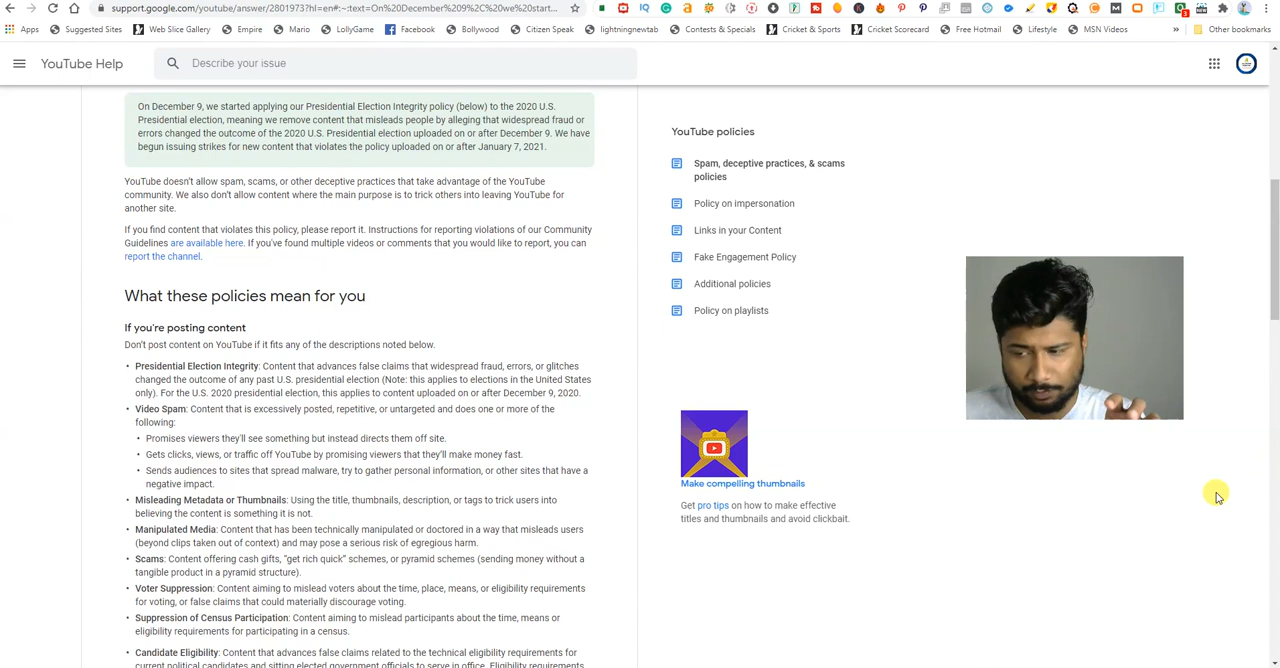 support.google.com/youtube/answer/2801973?hl=en#:~:text=On%20December%209%2C%20we%20start...
Apps
Suggested Sites
Web Slice Gallery
Empire
Mario
LollyGame
Facebook
Bollywood
Citizen Speak
lightningnewtab
Contests & Specials
Cricket & Sports
Cricket Scorecard
Free Hotmail
Lifestyle
MSN Videos
»
Other bookmarks
YouTube Help
Describe your issue
On December 9, we started applying our Presidential Election Integrity policy (below) to the 2020 U.S.
Presidential election, meaning we remove content that misleads people by alleging that widespread fraud or
errors changed the outcome of the 2020 U.S. Presidential election uploaded on or after December 9. We have
begun issuing strikes for new content that violates the policy uploaded on or after January 7, 2021.
YouTube doesn't allow spam, scams, or other deceptive practices that take advantage of the YouTube
community. We also don't allow content where the main purpose is to trick others into leaving YouTube for
another site.
If you find content that violates this policy, please report it. Instructions for reporting violations of our Community
Guidelines are available here. If you've found multiple videos or comments that you would like to report, you can
report the channel.
What these policies mean for you
If you're posting content
Don't post content on YouTube if it fits any of the descriptions noted below.
• Presidential Election Integrity: Content that advances false claims that widespread fraud, errors, or glitches
changed the outcome of any past U.S. presidential election (Note: this applies to elections in the United States
only). For the U.S. 2020 presidential election, this applies to content uploaded on or after December 9, 2020.
• Video Spam: Content that is excessively posted, repetitive, or untargeted and does one or more of the
following:
• Promises viewers they'll see something but instead directs them off site.
• Gets clicks, views, or traffic off YouTube by promising viewers that they'll make money fast.
• Sends audiences to sites that spread malware, try to gather personal information, or other sites that have a
negative impact.
• Misleading Metadata or Thumbnails: Using the title, thumbnails, description, or tags to trick users into
believing the content is something it is not.
• Manipulated Media: Content that has been technically manipulated or doctored in a way that misleads users
(beyond clips taken out of context) and may pose a serious risk of egregious harm.
• Scams: Content offering cash gifts, "get rich quick" schemes, or pyramid schemes (sending money without a
tangible product in a pyramid structure).
• Voter Suppression: Content aiming to mislead voters about the time, place, means, or eligibility requirements
for voting, or false claims that could materially discourage voting.
• Suppression of Census Participation: Content aiming to mislead participants about the time, means or
eligibility requirements for participating in a census.
• Candidate Eligibility: Content that advances false claims related to the technical eligibility requirements for
current political candidates and sitting elected government officials to serve in office. Eligibility requirements
YouTube policies
Spam, deceptive practices, & scams
policies
Policy on impersonation
Links in your Content
Fake Engagement Policy
Additional policies
Policy on playlists
Make compelling thumbnails
Get pro tips on how to make effective
titles and thumbnails and avoid clickbait.